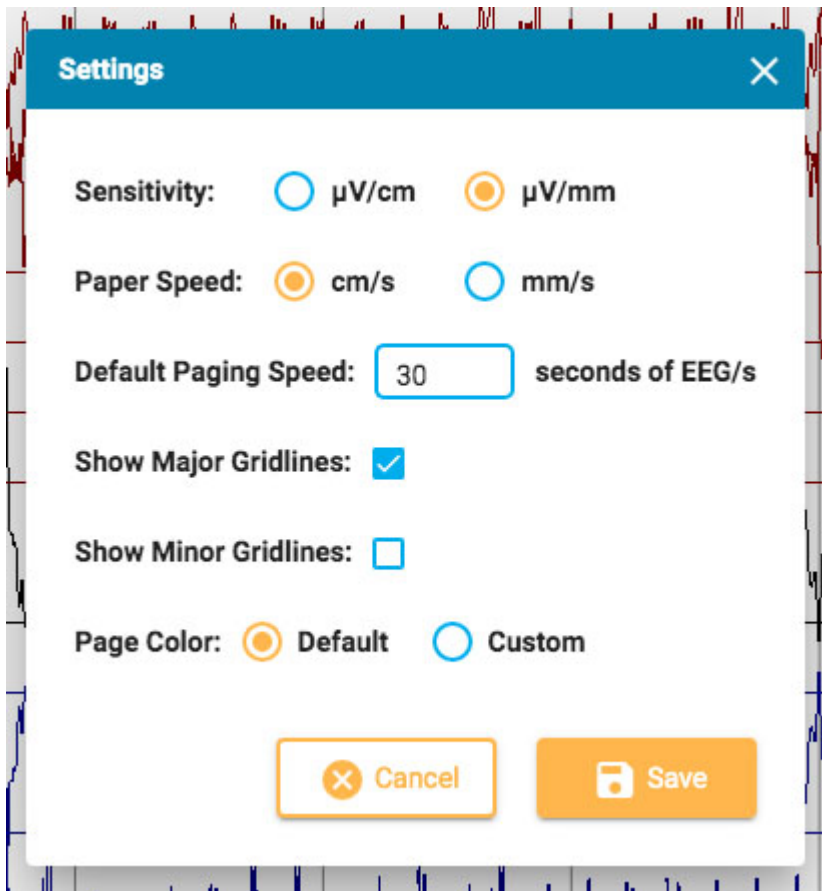 Settings
Sensitivity: µV/cm µV/mm
Paper Speed: cm/s mm/s
Default Paging Speed: 30 seconds of EEG/s
Show Major Gridlines:
Show Minor Gridlines:
Page Color: Default Custom
Cancel Save